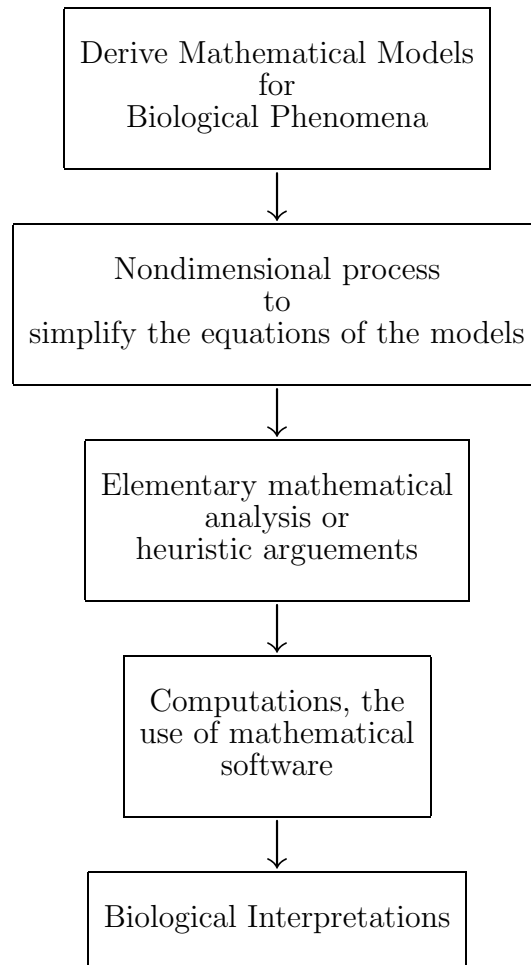 Derive Mathematical Models
for
Biological Phenomena
Nondimensional process
to
simplify the equations of the models
Elementary mathematical
analysis or
heuristic arguements
Computations, the
use of mathematical
software
Biological Interpretations